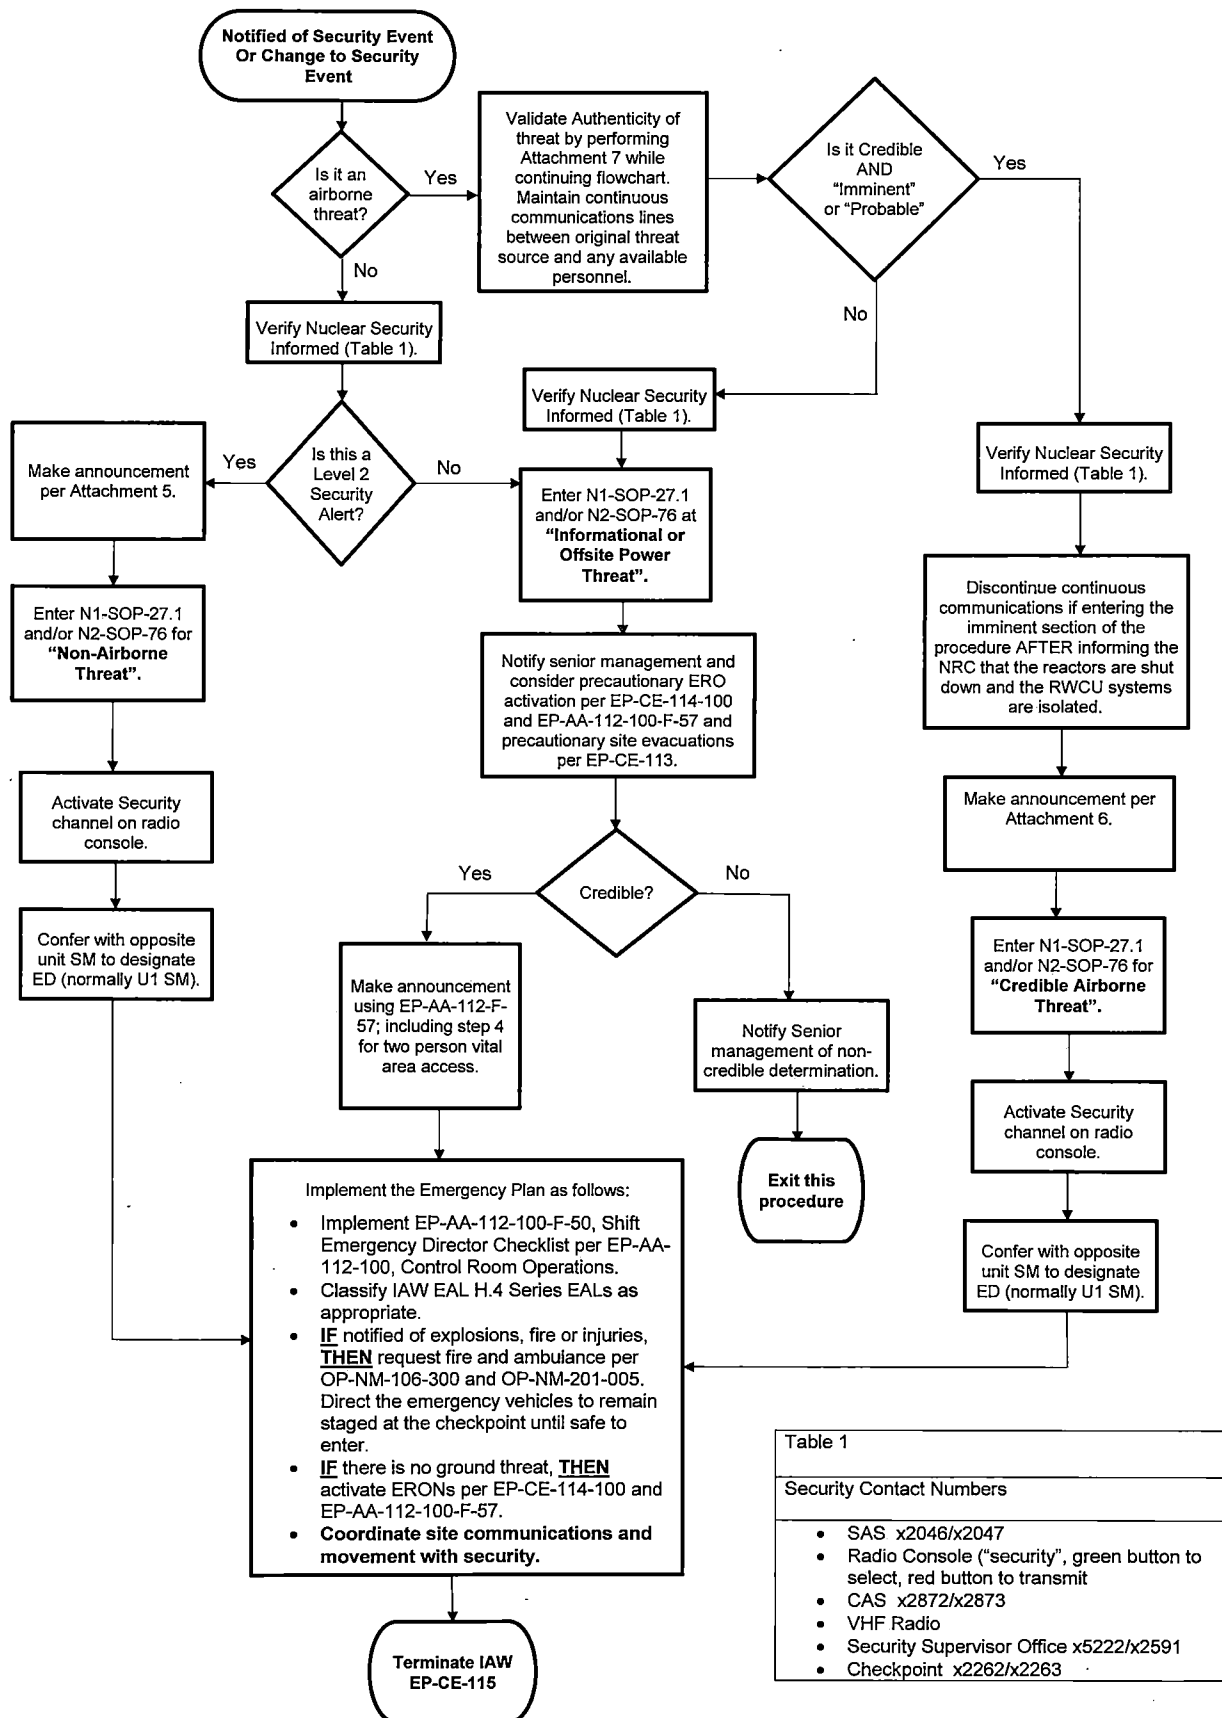 Notified of Security Event
Or Change to Security
Event
Is it an
airborne
threat?
Yes
No
Validate Authenticity of
threat by performing
Attachment 7 while
continuing flowchart.
Maintain continuous
communications lines
between original threat
source and any available
personnel.
Is it Credible
AND
"Imminent"
or "Probable"
Yes
No
Verify Nuclear Security
Informed (Table 1).
Verify Nuclear Security
Informed (Table 1).
Verify Nuclear Security
Informed (Table 1).
Is this a
Level 2
Security
Alert?
Yes
No
Make announcement
per Attachment 5.
Enter N1-SOP-27.1
and/or N2-SOP-76 for
"Non-Airborne
Threat".
Activate Security
channel on radio
console.
Confer with opposite
unit SM to designate
ED (normally U1 SM).
Enter N1-SOP-27.1
and/or N2-SOP-76 at
"Informational or
Offsite Power
Threat".
Notify senior management and
consider precautionary ERO
activation per EP-CE-114-100
and EP-AA-112-100-F-57 and
precautionary site evacuations
per EP-CE-113.
Credible?
Yes
No
Make announcement
using EP-AA-112-F-
57; including step 4
for two person vital
area access.
Notify Senior
management of non-
credible determination.
Exit this
procedure
Discontinue continuous
communications if entering the
imminent section of the
procedure AFTER informing the
NRC that the reactors are shut
down and the RWCU systems
are isolated.
Make announcement per
Attachment 6.
Enter N1-SOP-27.1
and/or N2-SOP-76 for
"Credible Airborne
Threat".
Activate Security
channel on radio
console.
Confer with opposite
unit SM to designate
ED (normally U1 SM).
Implement the Emergency Plan as follows:
• Implement EP-AA-112-100-F-50, Shift
Emergency Director Checklist per EP-AA-
112-100, Control Room Operations.
• Classify IAW EAL H.4 Series EALs as
appropriate.
• IF notified of explosions, fire or injuries,
THEN request fire and ambulance per
OP-NM-106-300 and OP-NM-201-005.
Direct the emergency vehicles to remain
staged at the checkpoint until safe to
enter.
• IF there is no ground threat, THEN
activate ERONs per EP-CE-114-100 and
EP-AA-112-100-F-57.
• Coordinate site communications and
movement with security.
Terminate IAW
EP-CE-115
Table 1
Security Contact Numbers
• SAS x2046/x2047
• Radio Console ("security", green button to
select, red button to transmit
• CAS x2872/x2873
• VHF Radio
• Security Supervisor Office x5222/x2591
• Checkpoint x2262/x2263